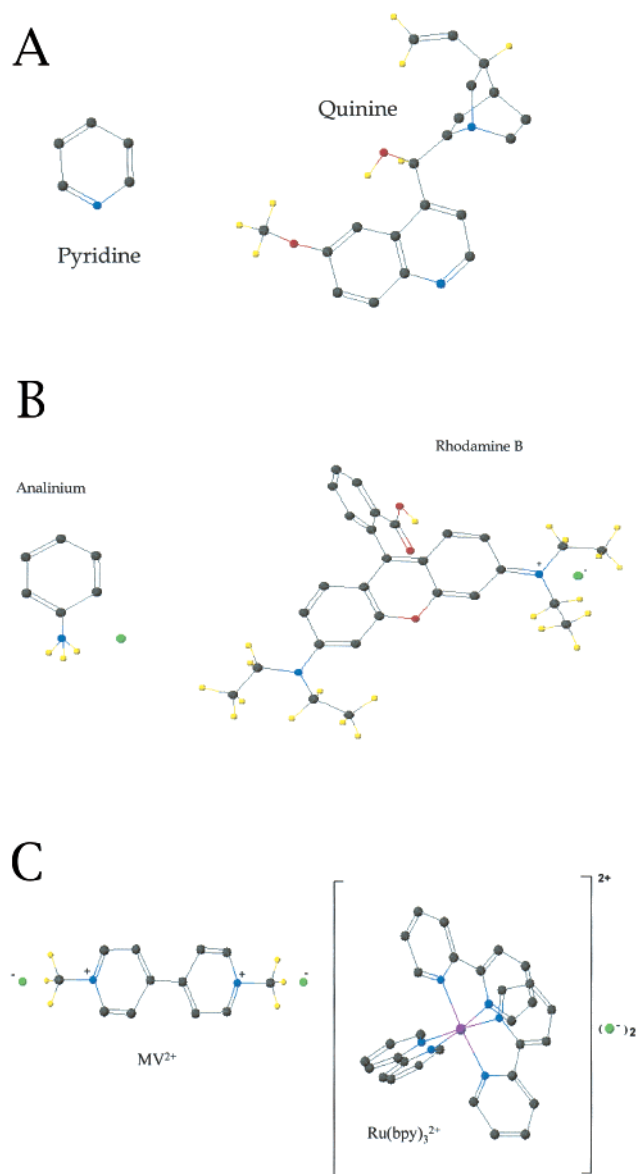 A
Quinine
Pyridine
B
Rhodamine B
Analinium
+
-
C
2+
-
+
+
-
( - ) 2
MV²⁺
Ru(bpy)₃²⁺